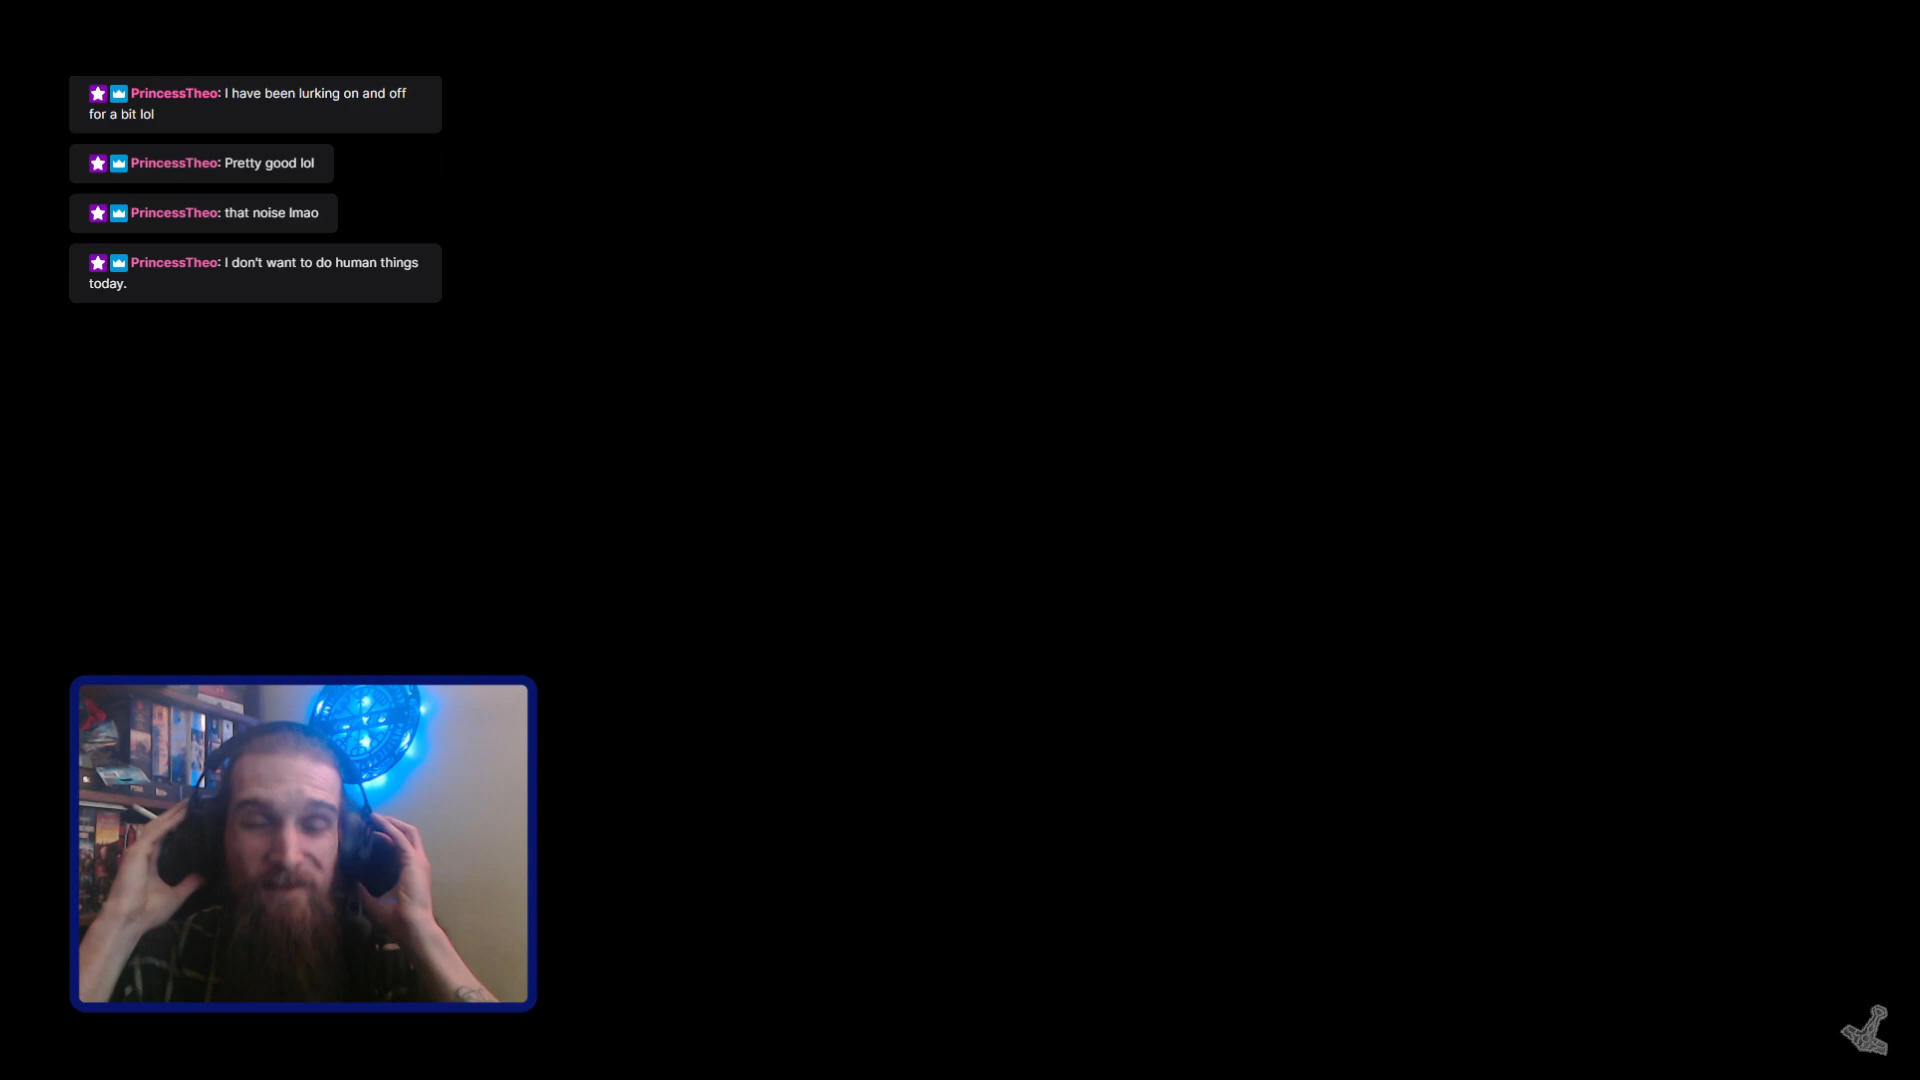 PrincessTheo: I have been lurking on and off
for a bit lol
PrincessTheo: Pretty good lol
PrincessTheo: that noise lmao
PrincessTheo: I don't want to do human things
today.